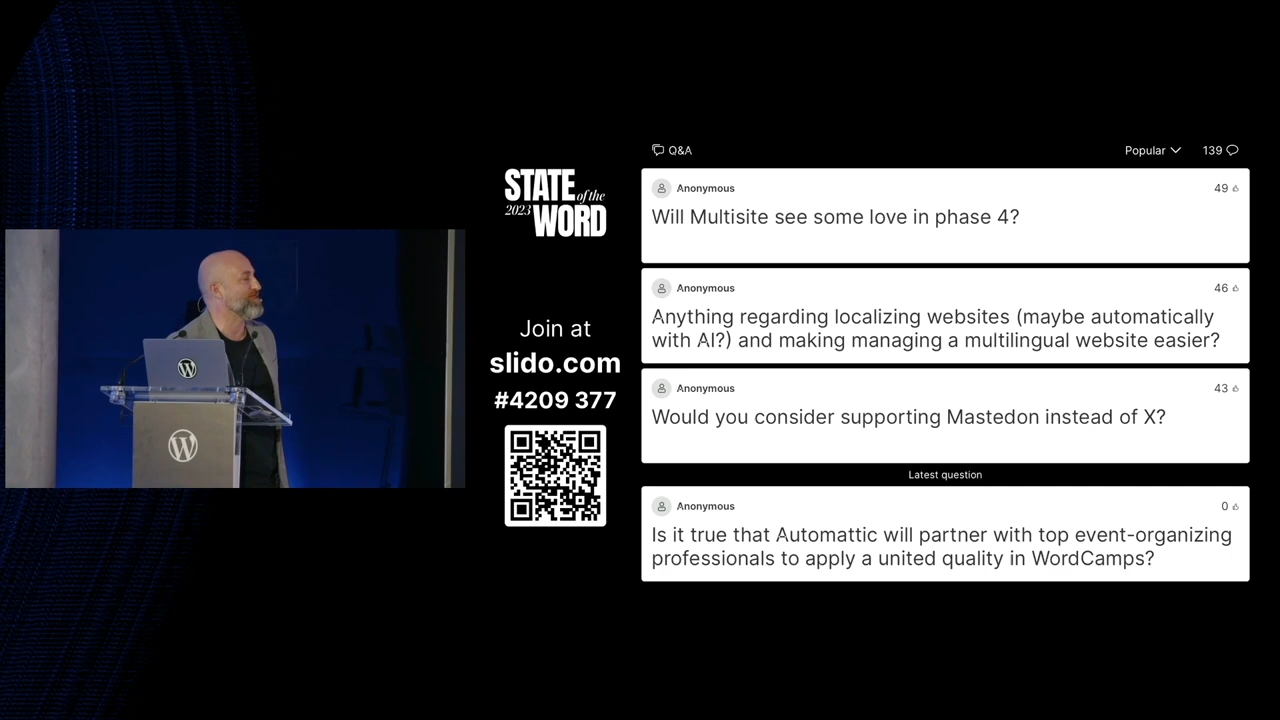 STATE of the
2023 WORD
Join at
slido.com
#4209 377
Q&A
Popular
139
Anonymous
49
Will Multisite see some love in phase 4?
Anonymous
46
Anything regarding localizing websites (maybe automatically
with AI?) and making managing a multilingual website easier?
Anonymous
43
Would you consider supporting Mastedon instead of X?
Latest question
Anonymous
0
Is it true that Automattic will partner with top event-organizing
professionals to apply a united quality in WordCamps?